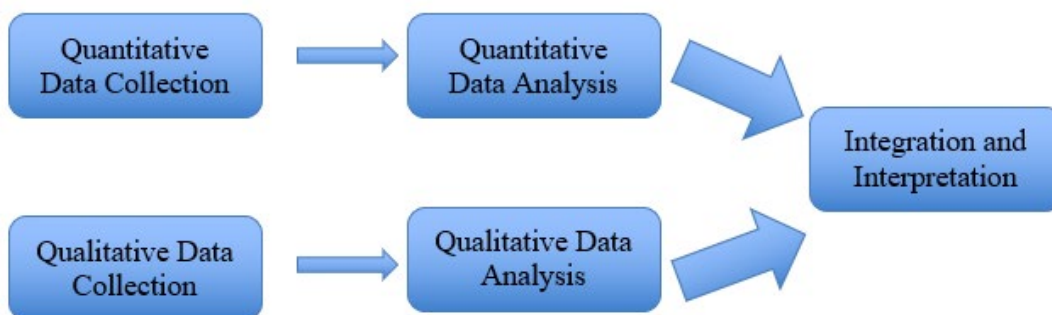 Quantitative
Data Collection
Quantitative
Data Analysis
Integration and
Interpretation
Qualitative Data
Collection
Qualitative Data
Analysis